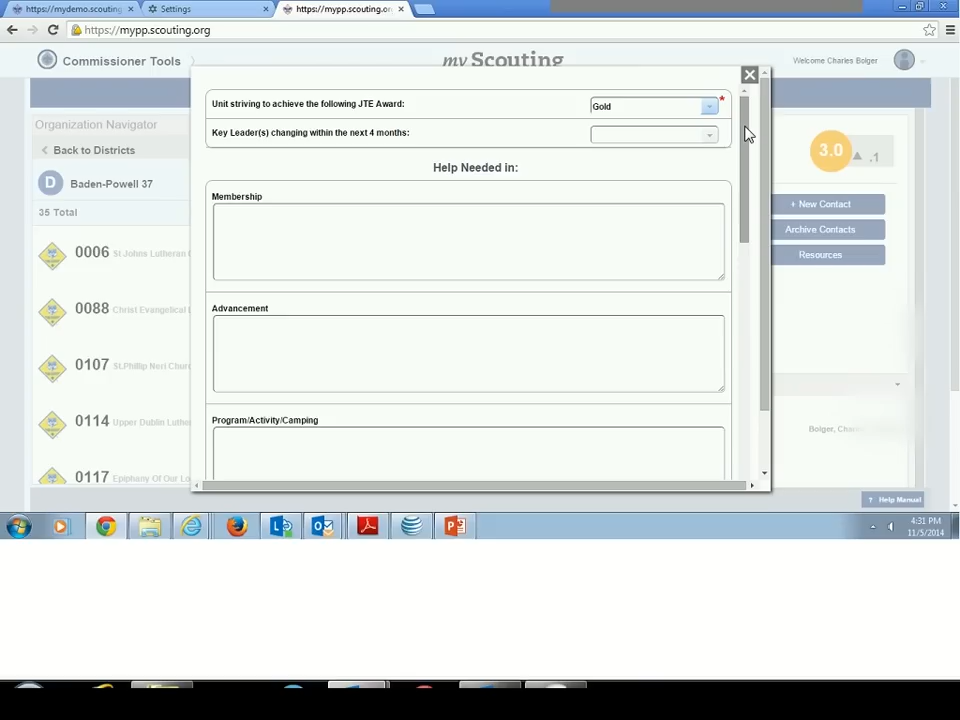 https://mydemo.scouting
Settings
https://mypp.scouting.or
https://mypp.scouting.org
Commissioner Tools
my Scouting
Welcome Charles Bolger
Organization Navigator
Back to Districts
D Baden-Powell 37
35 Total
0006 St Johns Lutheran
0088 Christ Evangelical
0107 St.Phillip Neri Chur
0114 Upper Dublin Luthe
0117 Epiphany Of Our Lo
Unit striving to achieve the following JTE Award:
Gold
*
Key Leader(s) changing within the next 4 months:
Help Needed in:
Membership
Advancement
Program/Activity/Camping
3.0
.1
+ New Contact
Archive Contacts
Resources
Bolger, Char
? Help Manual
4:31 PM
11/5/2014